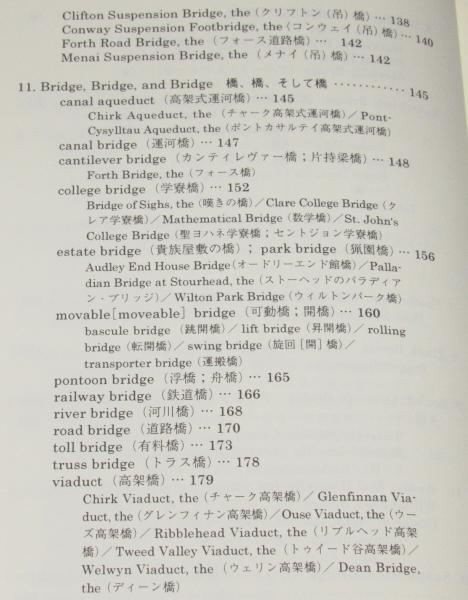 Clifton Suspension Bridge, the (クリフトン(吊)橋) … 138
Conway Suspension Footbridge, the (コンウェイ(吊)橋) … 140
Forth Road Bridge, the (フォース道路橋) … 142
Menai Suspension Bridge, the (メナイ(吊)橋) … 142
11. Bridge, Bridge, and Bridge 橋、橋、そして橋 ………… 145
canal aqueduct (高架式運河橋) … 145
Chirk Aqueduct, the (チャーク高架式運河橋)/Pont-
Cysylltau Aqueduct, the (ポントカサルテイ高架式運河橋)
canal bridge (運河橋) … 147
cantilever bridge (カンティレヴァー橋;片持梁橋) … 148
Forth Bridge, the (フォース橋)
college bridge (学寮橋) … 152
Bridge of Sighs, the (嘆きの橋)/Clare College Bridge (ク
レア学寮橋)/Mathematical Bridge (数学橋)/St. John's
College Bridge (聖ヨハネ学寮橋;セントジョン学寮橋)
estate bridge (貴族屋敷の橋); park bridge (猟園橋) … 156
Audley End House Bridge (オードリーエンド館橋)/Palla-
dian Bridge at Stourhead, the (ストーヘッドのパラディア
ン・ブリッジ)/Wilton Park Bridge (ウィルトンパーク橋)
movable[moveable] bridge (可動橋;開橋) … 160
bascule bridge (跳開橋)/lift bridge (昇開橋)/rolling
bridge (転開橋)/swing bridge (旋回[開]橋)/
transporter bridge (運搬橋)
pontoon bridge (浮橋;舟橋) … 165
railway bridge (鉄道橋) … 166
river bridge (河川橋) … 168
road bridge (道路橋) … 170
toll bridge (有料橋) … 173
truss bridge (トラス橋) … 178
viaduct (高架橋) … 179
Chirk Viaduct, the (チャーク高架橋)/Glenfinnan Via-
duct, the (グレンフィナン高架橋)/Ouse Viaduct, the (ウー
ズ高架橋)/Ribblehead Viaduct, the (リブルヘッド高架
橋)/Tweed Valley Viaduct, the (トゥイード谷高架橋)/
Welwyn Viaduct, the (ウェリン高架橋)/Dean Bridge,
the (ディーン橋)